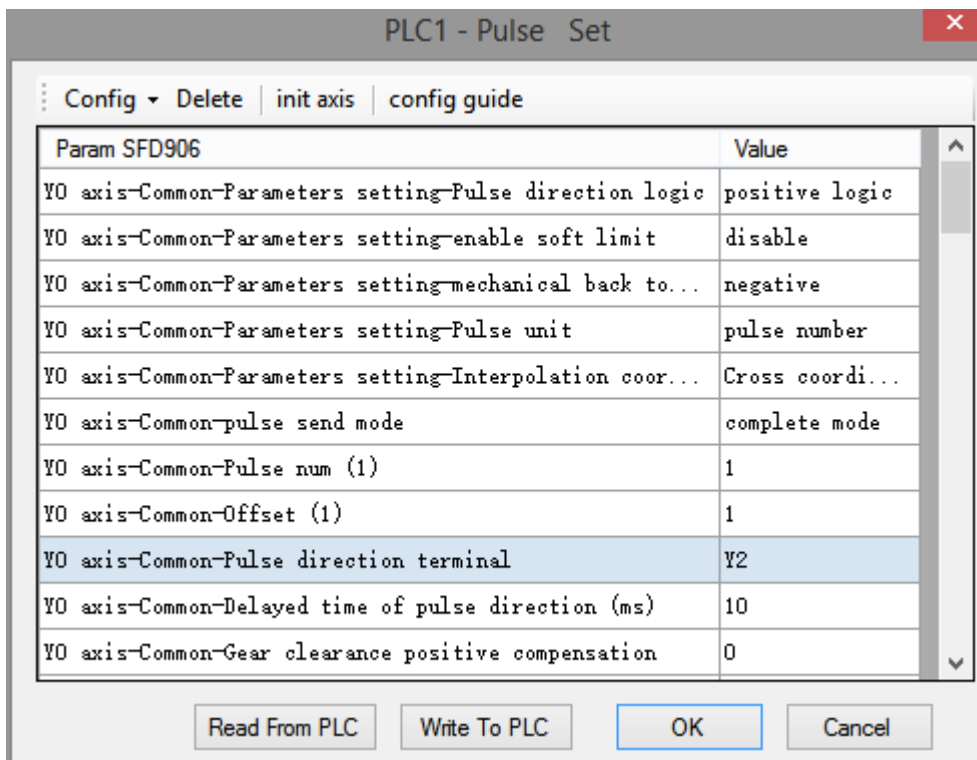 PLC1 - Pulse Set
Config Delete init axis config guide
Param SFD906 Value
Y0 axis-Common-Parameters setting-Pulse direction logic positive logic
Y0 axis-Common-Parameters setting-enable soft limit disable
Y0 axis-Common-Parameters setting-mechanical back to... negative
Y0 axis-Common-Parameters setting-Pulse unit pulse number
Y0 axis-Common-Parameters setting-Interpolation coor... Cross coordi...
Y0 axis-Common-pulse send mode complete mode
Y0 axis-Common-Pulse num (1) 1
Y0 axis-Common-Offset (1) 1
Y0 axis-Common-Pulse direction terminal Y2
Y0 axis-Common-Delayed time of pulse direction (ms) 10
Y0 axis-Common-Gear clearance positive compensation 0
Read From PLC Write To PLC OK Cancel